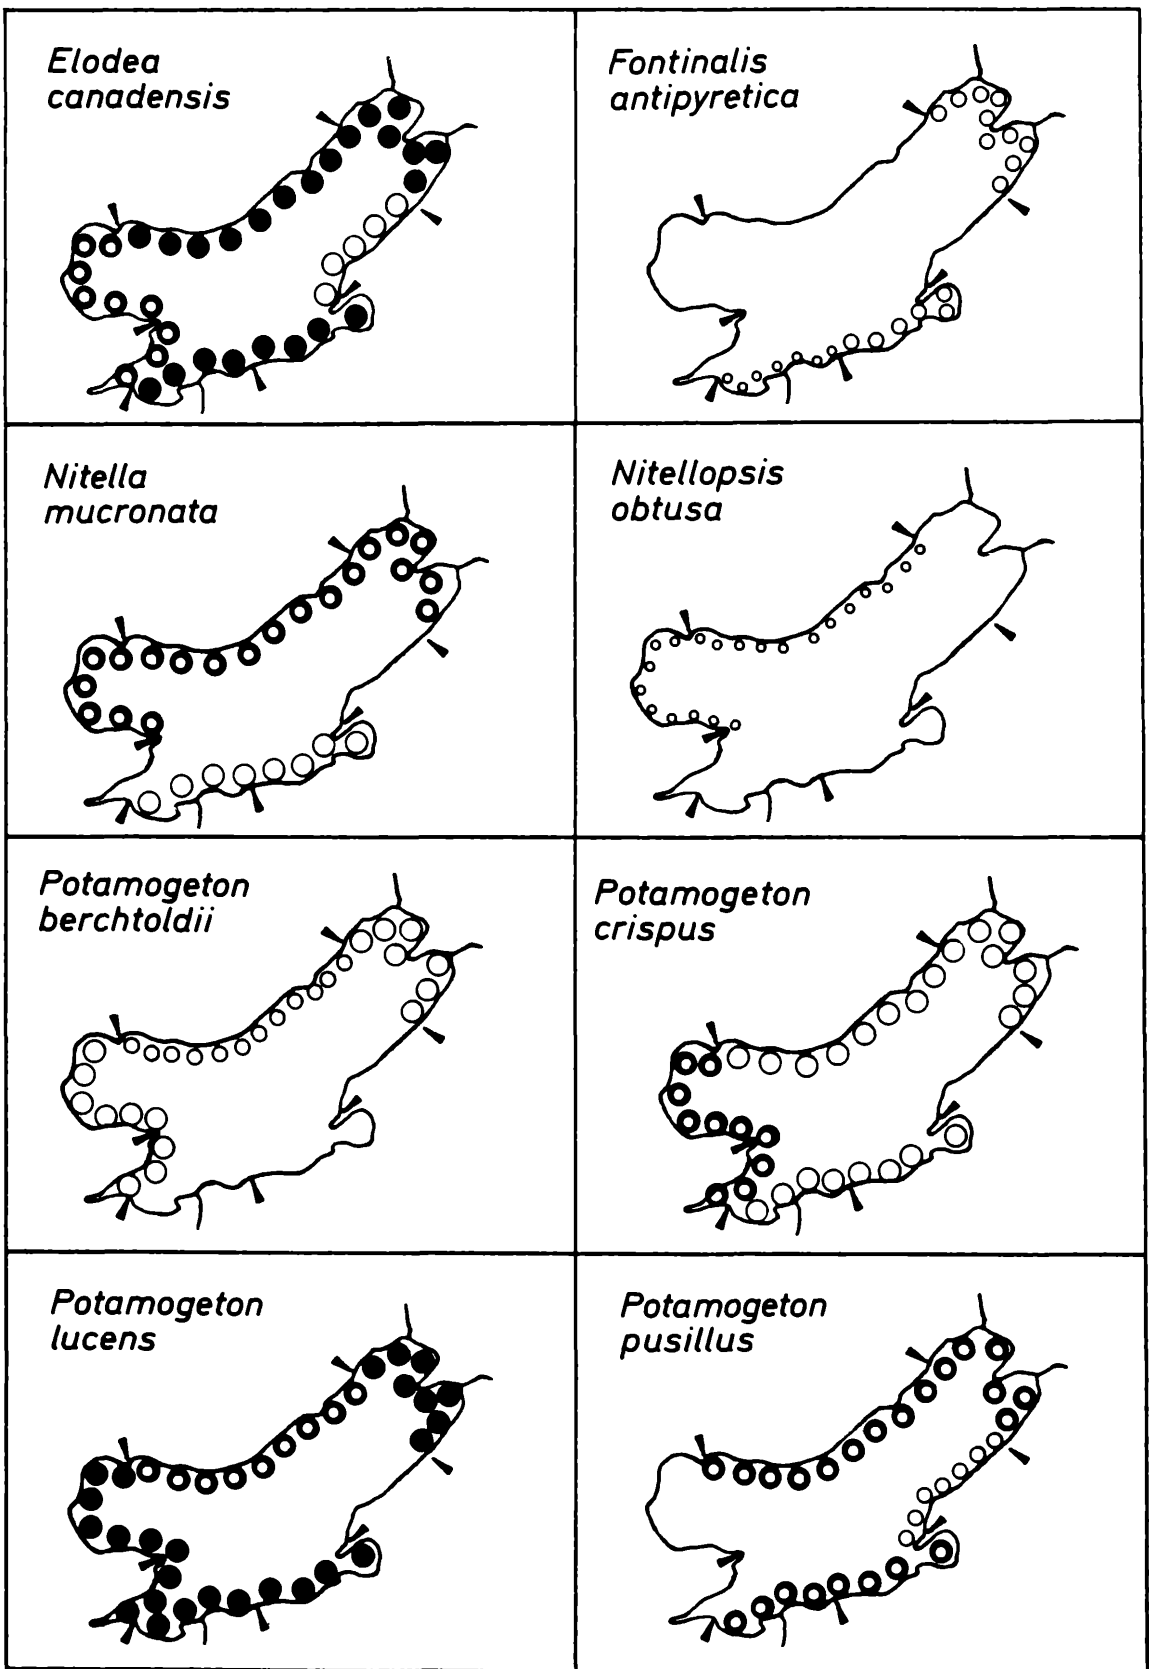 Elodea
canadensis
Fontinalis
antipyretica
Nitella
mucronata
Nitellopsis
obtusa
Potamogeton
berchtoldii
Potamogeton
crispus
Potamogeton
lucens
Potamogeton
pusillus